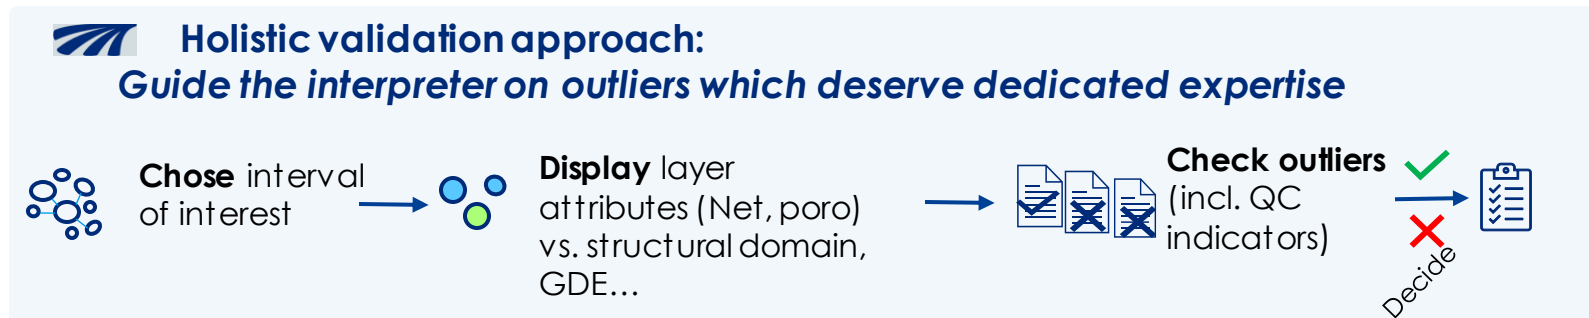 Holistic validation approach:
Guide the interpreter on outliers which deserve dedicated expertise
Chose interval
of interest
Display layer
attributes (Net, poro)
vs. structural domain,
GDE...
Check outliers
(incl. QC
indicators)
Decide